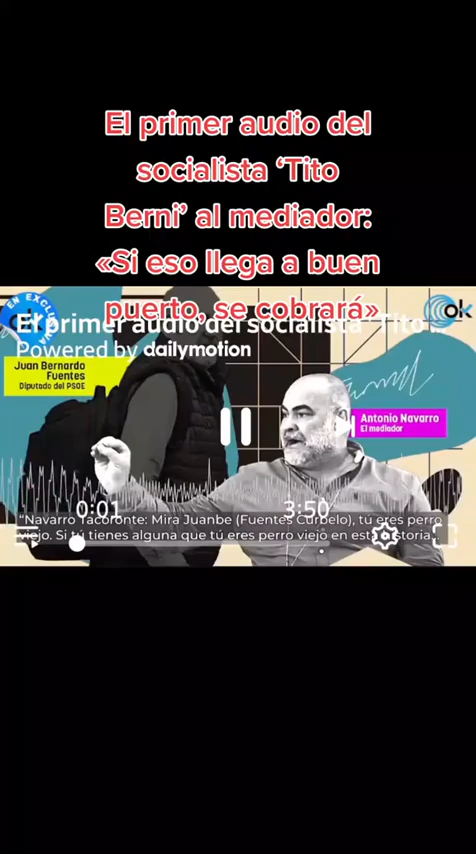 El primer audio del
socialista ‘Tito
Berni’ al mediador:
«Si eso llega a buen
puerto, se cobrará»
EN EXCLUSIVA
ok
El primer audio del socialista 'Tito ...
Powered by dailymotion
Juan Bernardo
Fuentes
Diputado del PSOE
Antonio Navarro
El mediador
0:01
3:50
“Navarro Tacoronte: Mira Juanbe (Fuentes Curbelo), tú eres perro
viejo. Si tú tienes alguna que tú eres perro viejo en esta historia